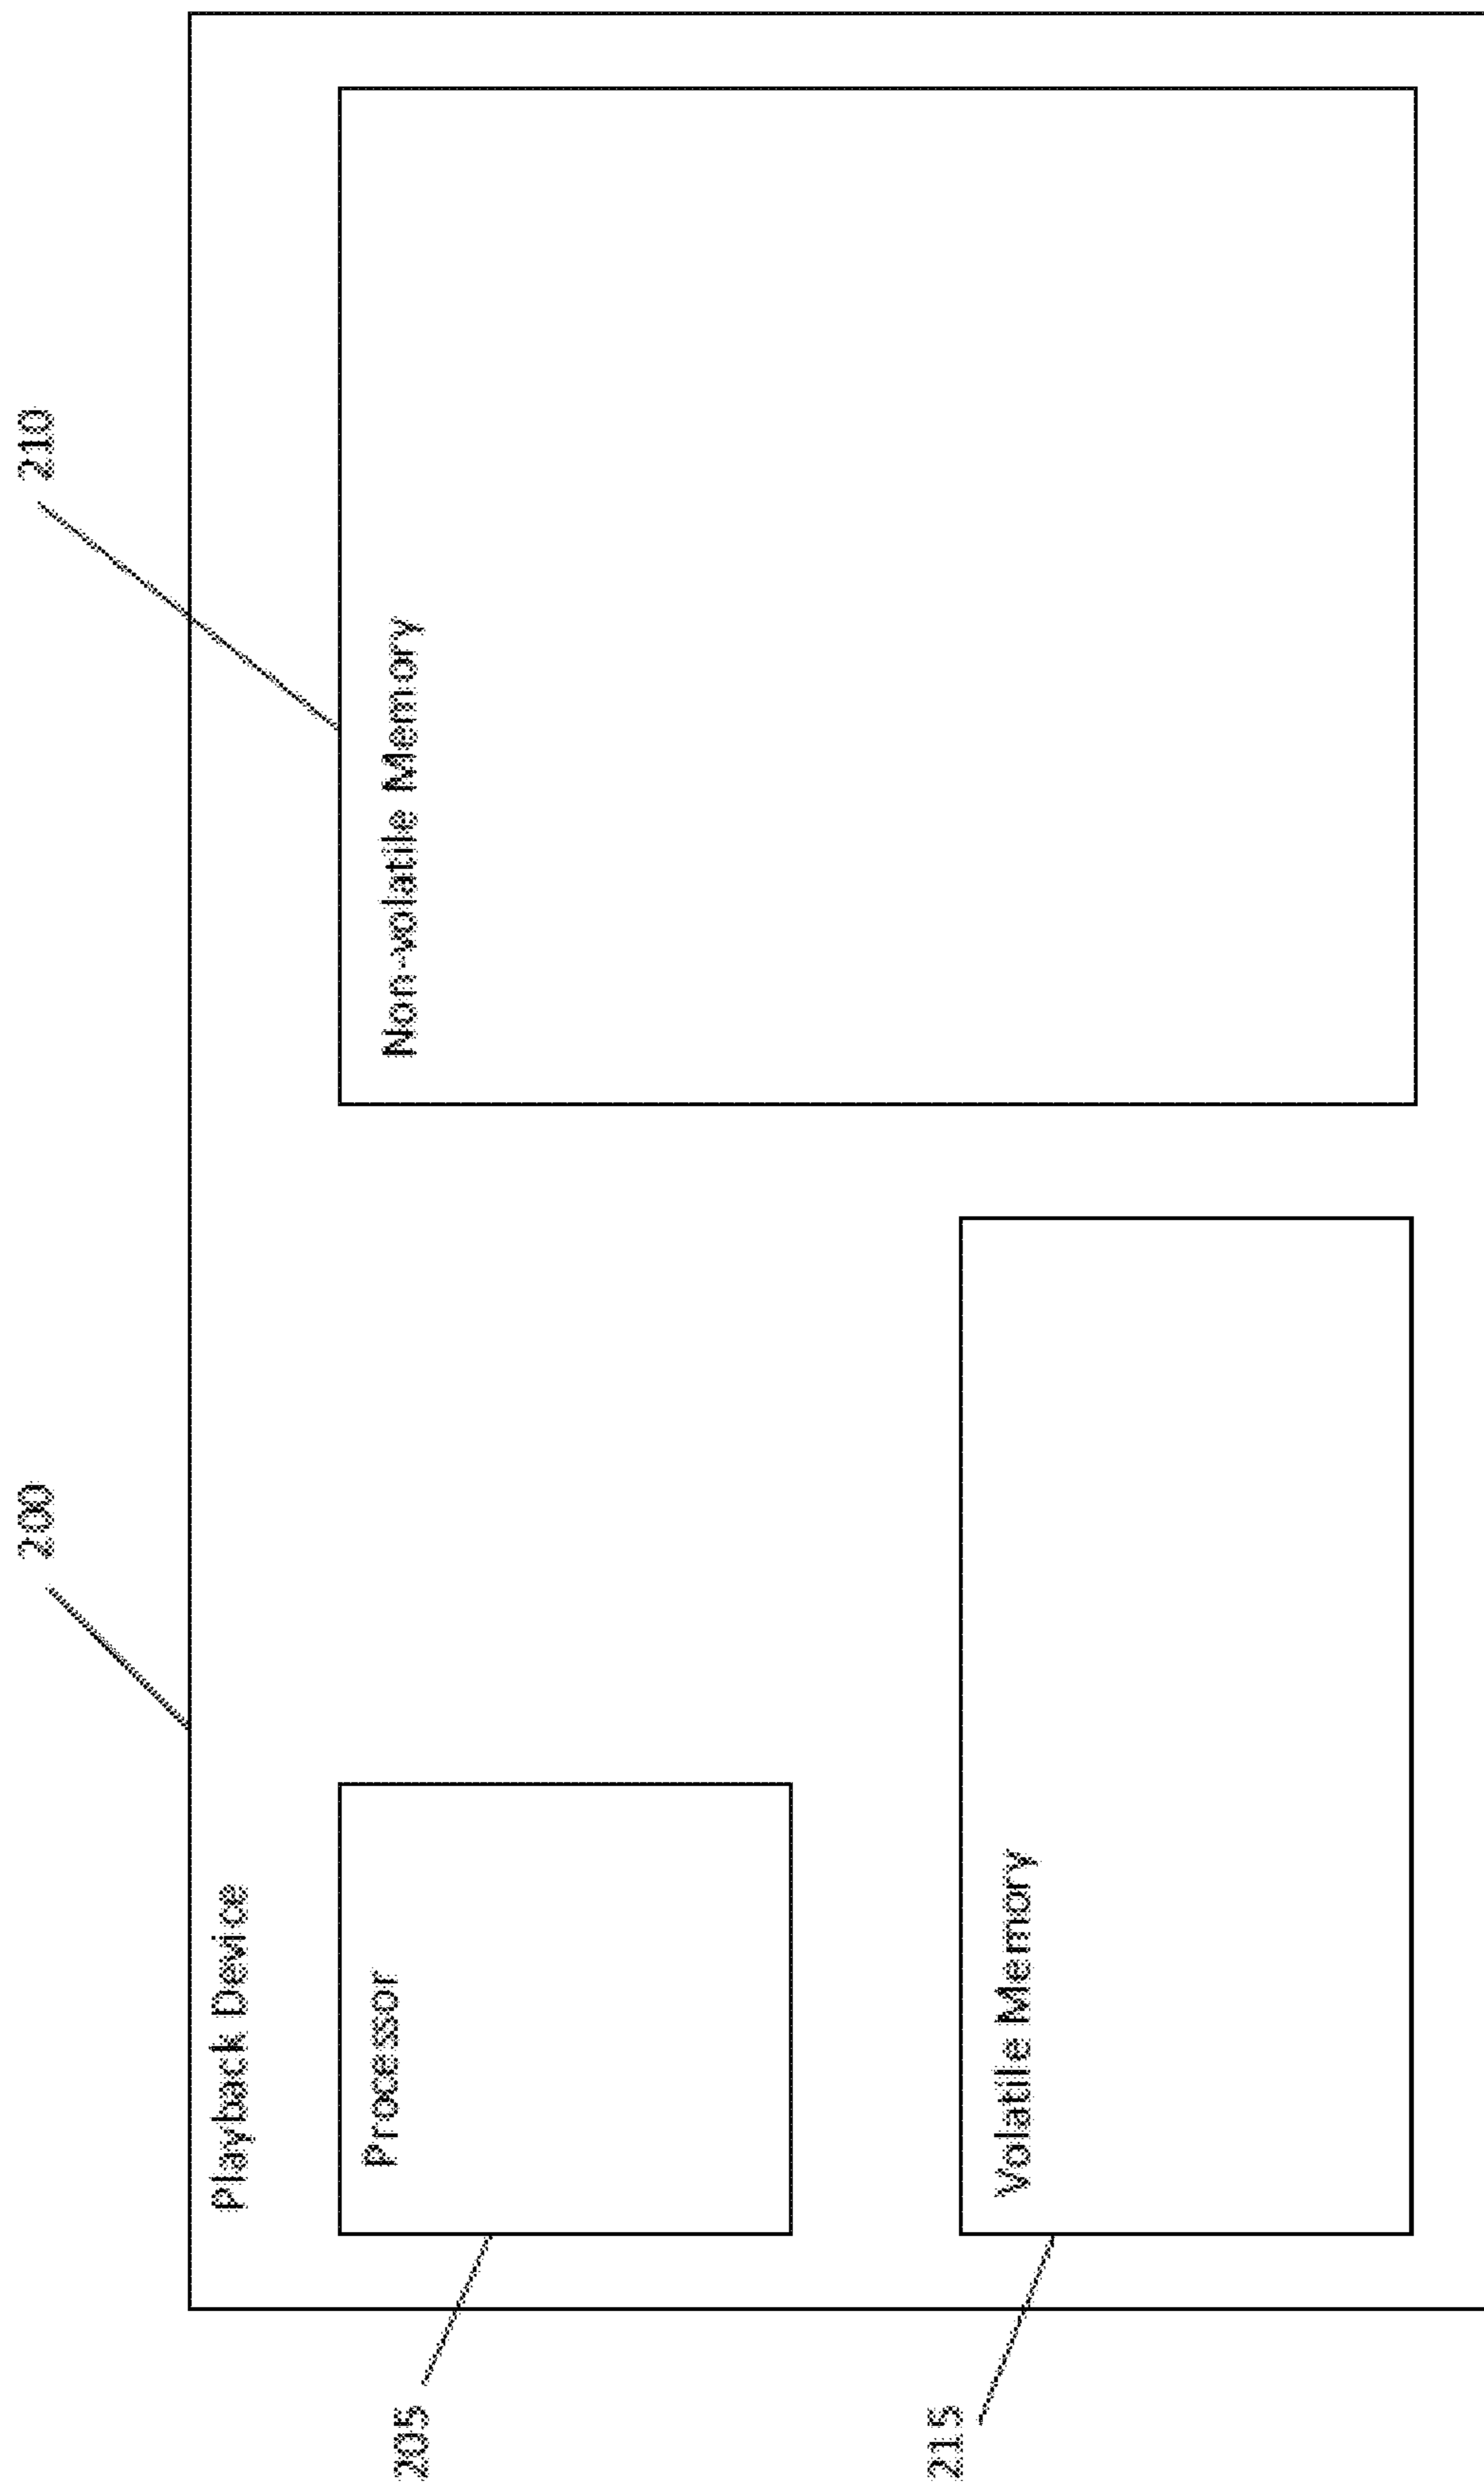 200
210
Playback Device
205
Processor
Non-volatile Memory
215
Volatile Memory